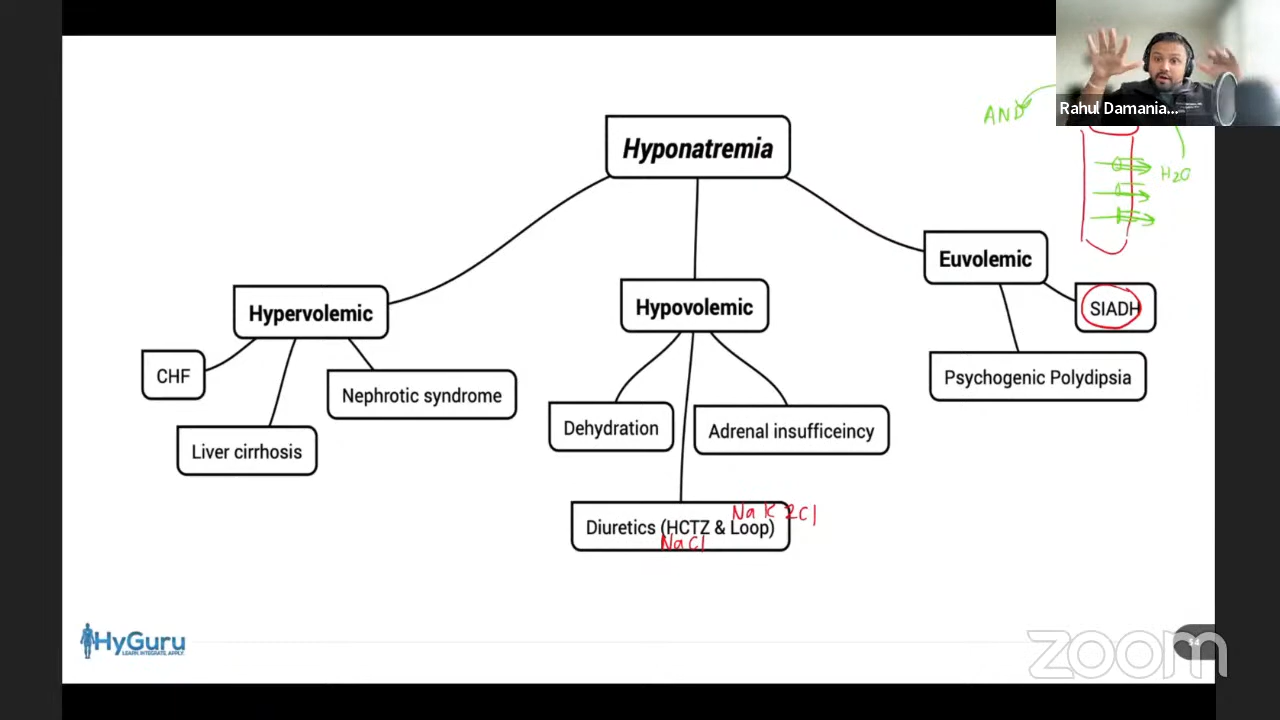 Rahul Damania...
AND
Hyponatremia
H2O
Euvolemic
Hypervolemic
Hypovolemic
SIADH
CHF
Nephrotic syndrome
Psychogenic Polydipsia
Liver cirrhosis
Dehydration
Adrenal insufficeincy
Na K 2Cl
Diuretics (HCTZ & Loop)
NaCl
HyGuru
LEARN. INTEGRATE. APPLY.
zoom